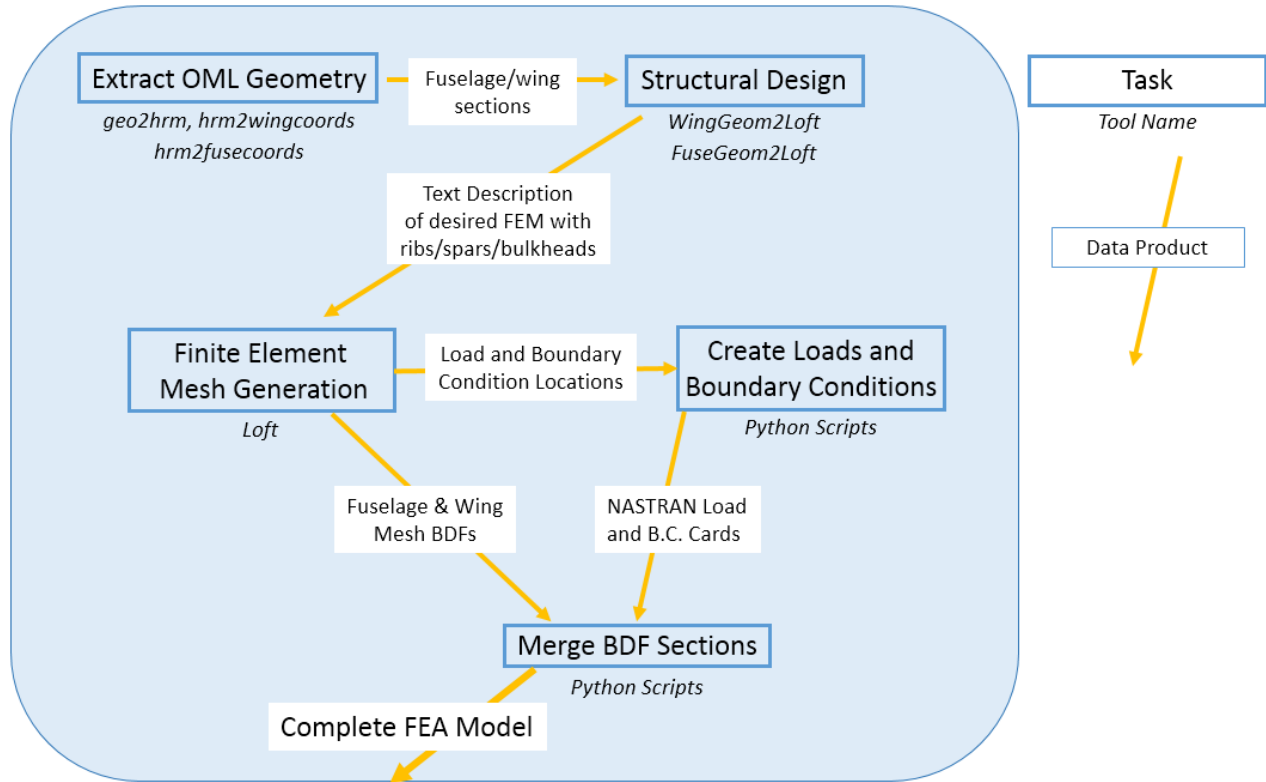 Extract OML Geometry
geo2hrm, hrm2wingcoords
hrm2fusecoords
Fuselage/wing
sections
Structural Design
WingGeom2Loft
FuseGeom2Loft
Text Description
of desired FEM with
ribs/spars/bulkheads
Finite Element
Mesh Generation
Loft
Load and Boundary
Condition Locations
Create Loads and
Boundary Conditions
Python Scripts
Fuselage & Wing
Mesh BDFs
NASTRAN Load
and B.C. Cards
Merge BDF Sections
Python Scripts
Complete FEA Model
Task
Tool Name
Data Product